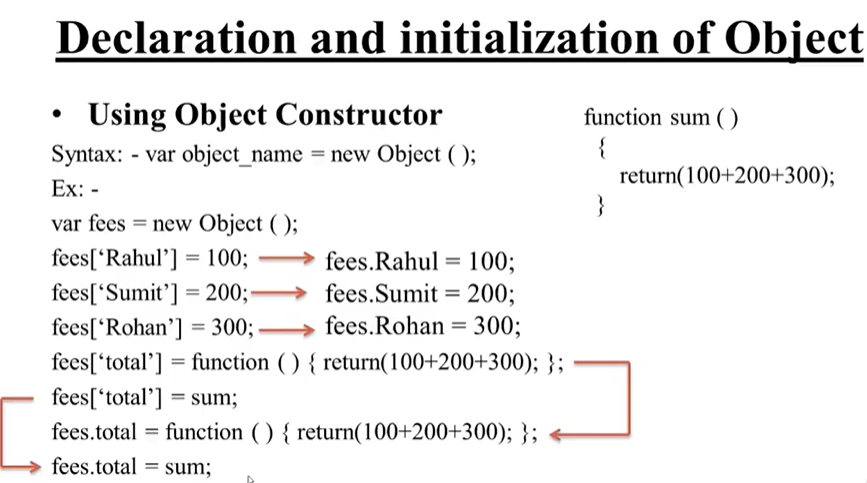 Declaration and initialization of Object
• Using Object Constructor
Syntax: - var object_name = new Object ( );
Ex: -
var fees = new Object ( );
fees[‘Rahul’] = 100; fees.Rahul = 100;
fees[‘Sumit’] = 200; fees.Sumit = 200;
fees[‘Rohan’] = 300; fees.Rohan = 300;
fees[‘total’] = function ( ) { return(100+200+300); };
fees[‘total’] = sum;
fees.total = function ( ) { return(100+200+300); };
fees.total = sum;
function sum ( )
{
return(100+200+300);
}